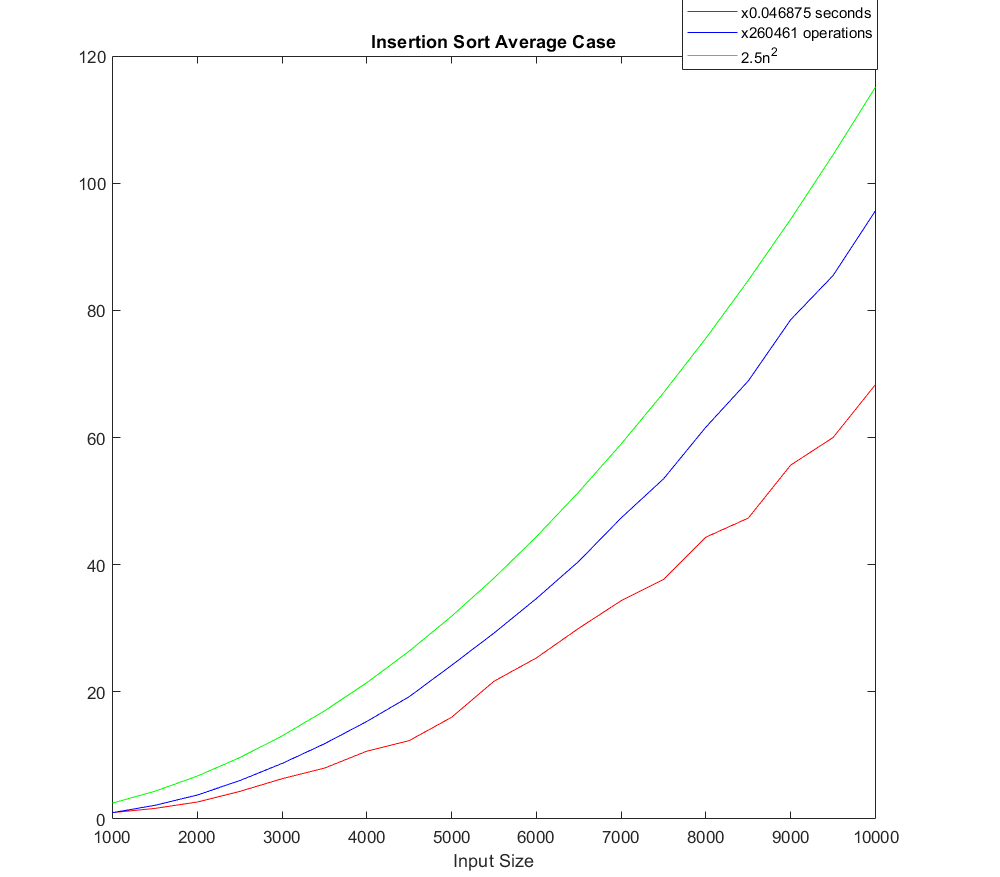 x0.046875 seconds
x260461 operations
2.5n²
Insertion Sort Average Case
120
100
80
60
40
20
0
1000 2000 3000 4000 5000 6000 7000 8000 9000 10000
Input Size